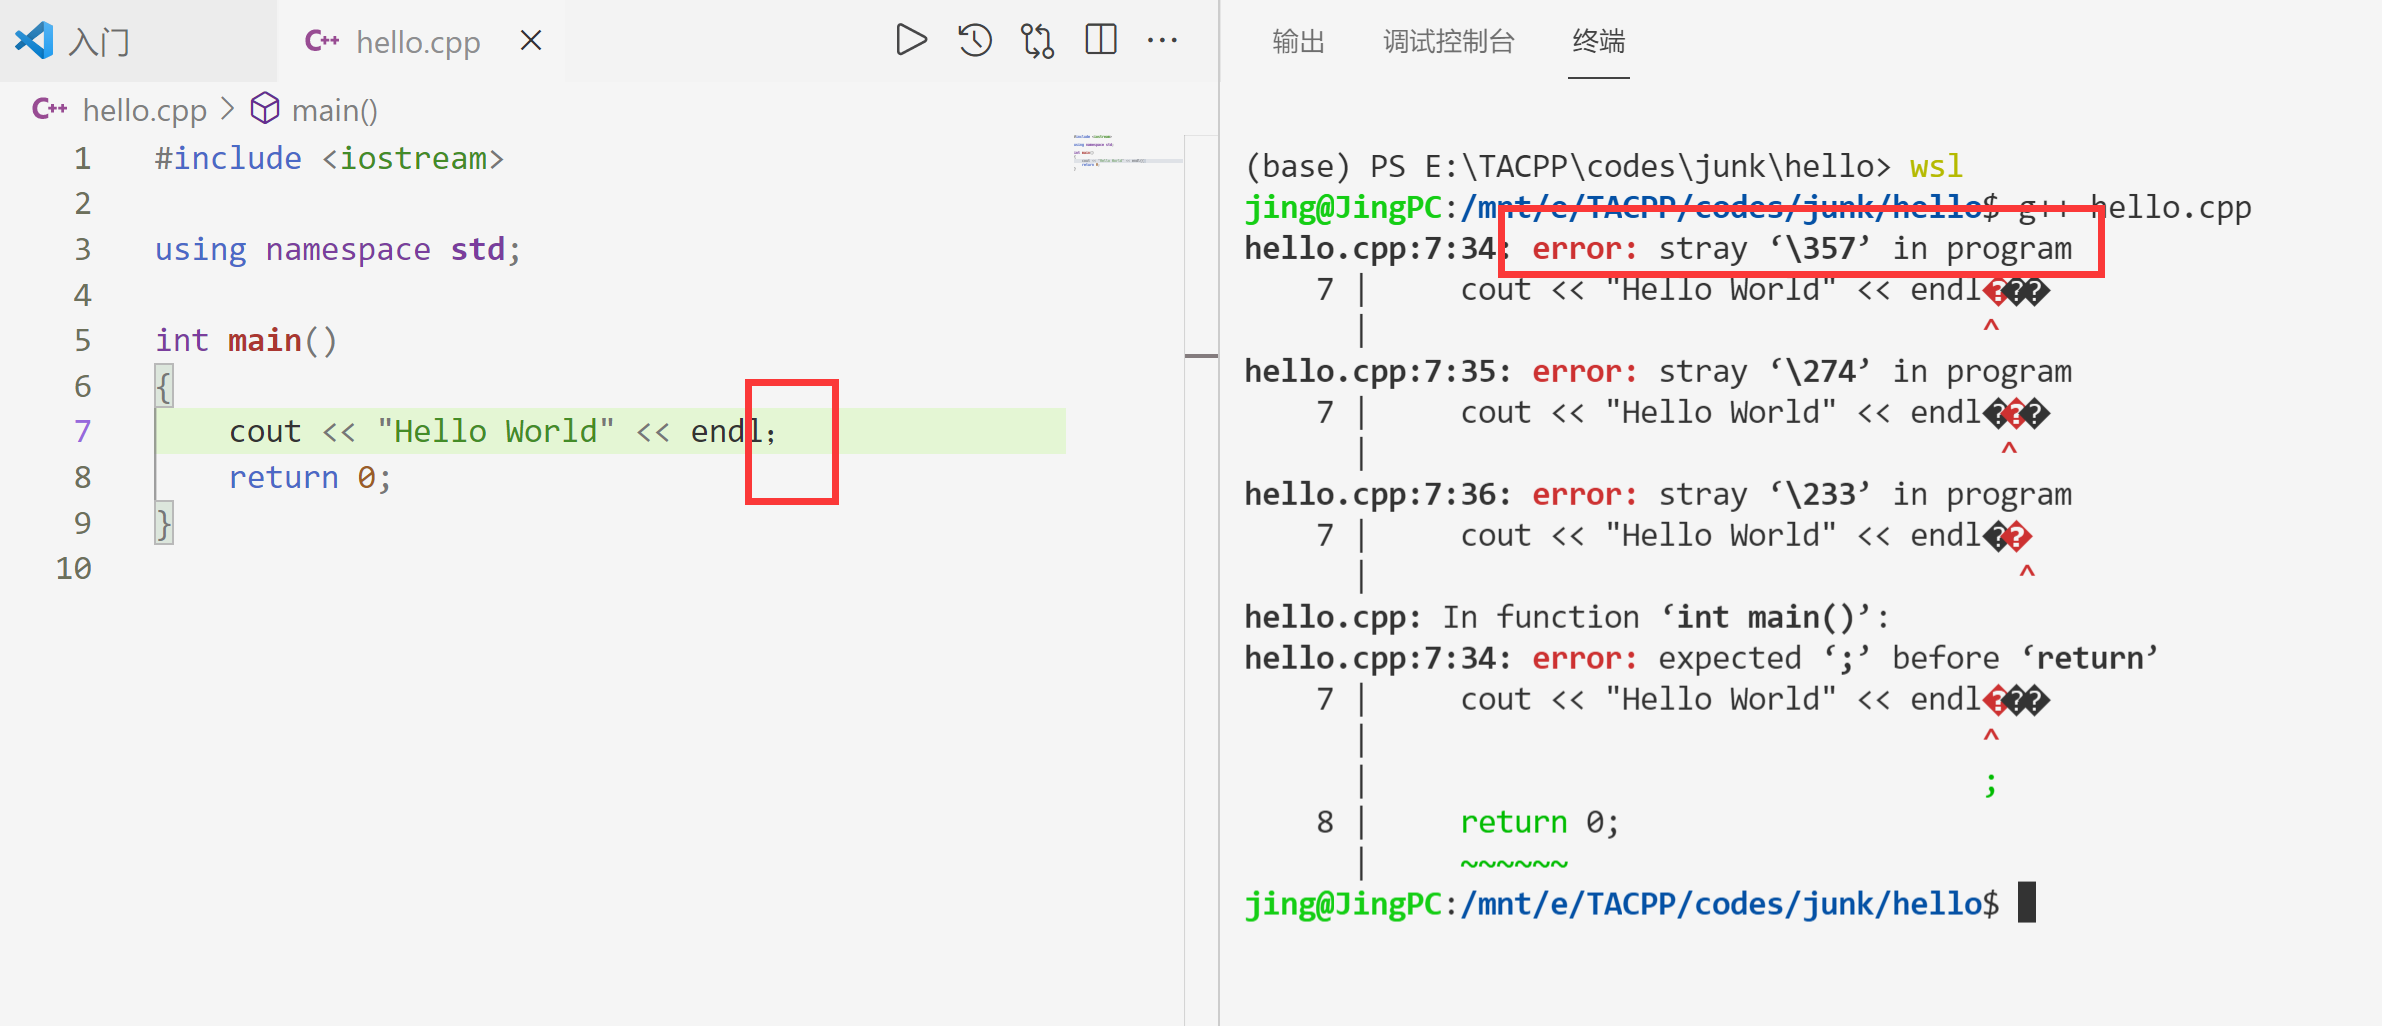 入门
C++ hello.cpp
C++ hello.cpp > main()
1 #include <iostream>
2
3 using namespace std;
4
5 int main()
6 {
7     cout << "Hello World" << endl；
8     return 0;
9 }
10
输出 调试控制台 终端
(base) PS E:\TACPP\codes\junk\hello> wsl
jing@JingPC:/mnt/e/TACPP/codes/junk/hello$ g++ hello.cpp
hello.cpp:7:34: error: stray ‘\357’ in program
    7 |     cout << "Hello World" << endl���
      |                                  ^
hello.cpp:7:35: error: stray ‘\274’ in program
    7 |     cout << "Hello World" << endl���
      |                                   ^
hello.cpp:7:36: error: stray ‘\233’ in program
    7 |     cout << "Hello World" << endl��
      |                                    ^
hello.cpp: In function ‘int main()’:
hello.cpp:7:34: error: expected ‘;’ before ‘return’
    7 |     cout << "Hello World" << endl���
      |                                  ^
      |                                  ;
    8 |     return 0;
      |     ~~~~~~
jing@JingPC:/mnt/e/TACPP/codes/junk/hello$